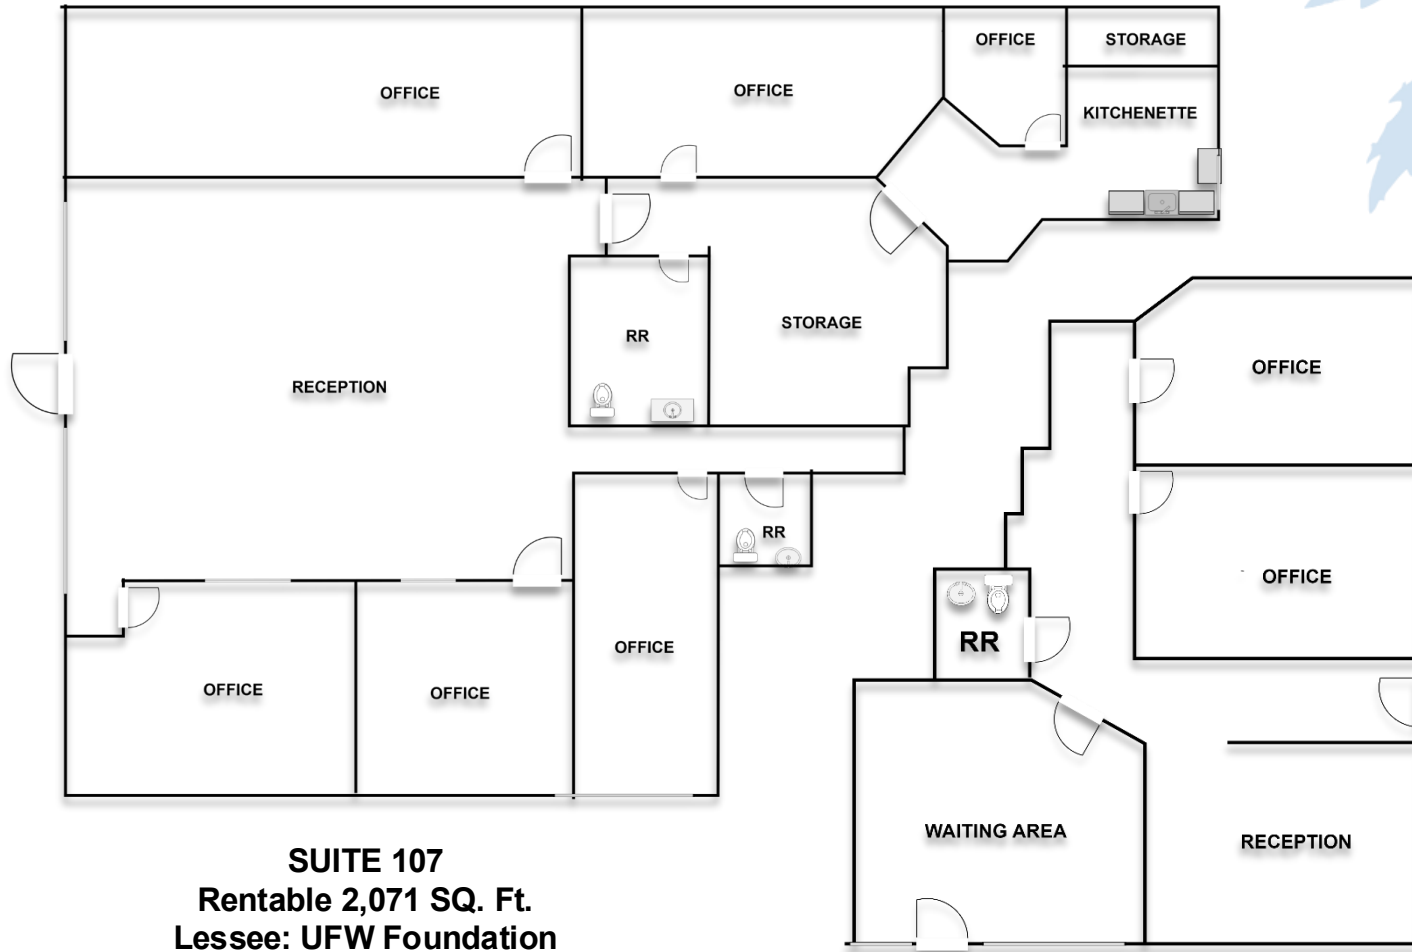 OFFICE
STORAGE
OFFICE
OFFICE
KITCHENETTE
STORAGE
RR
RECEPTION
OFFICE
RR
OFFICE
OFFICE
RR
OFFICE
OFFICE
WAITING AREA
RECEPTION
SUITE 107
Rentable 2,071 SQ. Ft.
Lessee: UFW Foundation